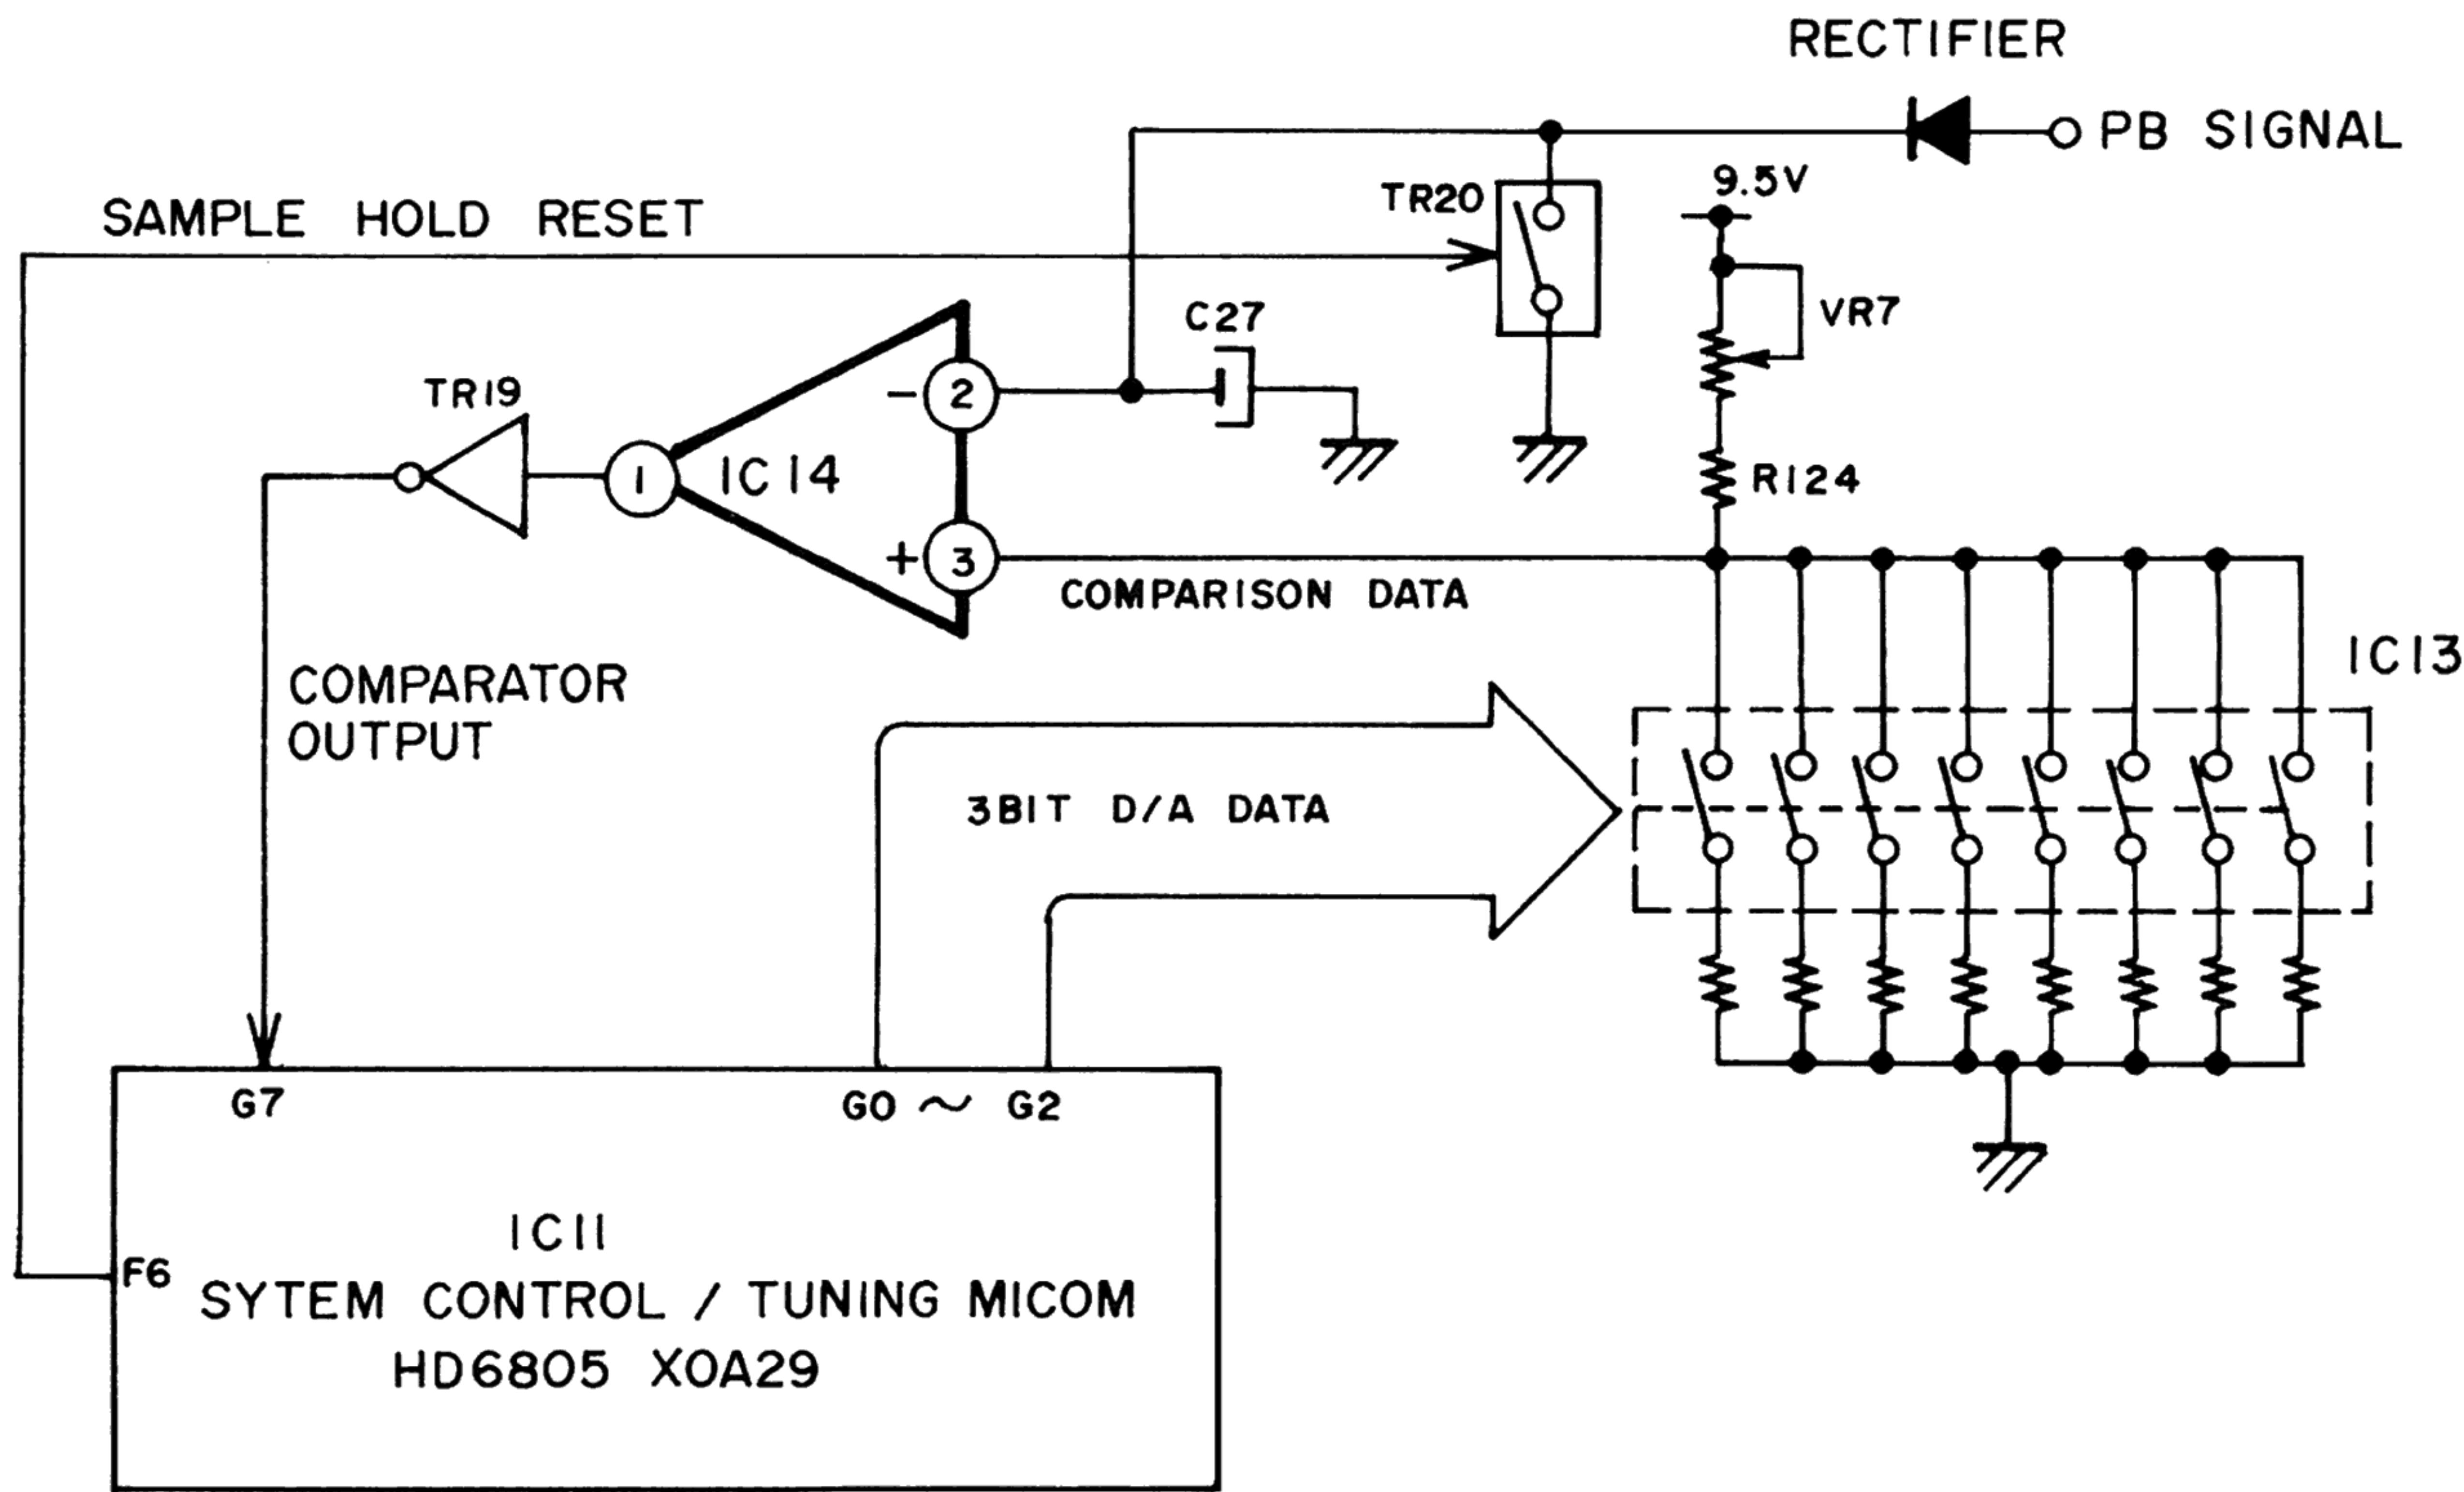 RECTIFIER
PB SIGNAL
9.5V
TR20
SAMPLE HOLD RESET
VR7
C27
TR19
- 2
1 IC14
R124
+ 3
COMPARISON DATA
IC13
COMPARATOR
OUTPUT
3BIT D/A DATA
G7
G0 ~ G2
IC11
F6
SYTEM CONTROL / TUNING MICOM
HD6805 X0A29